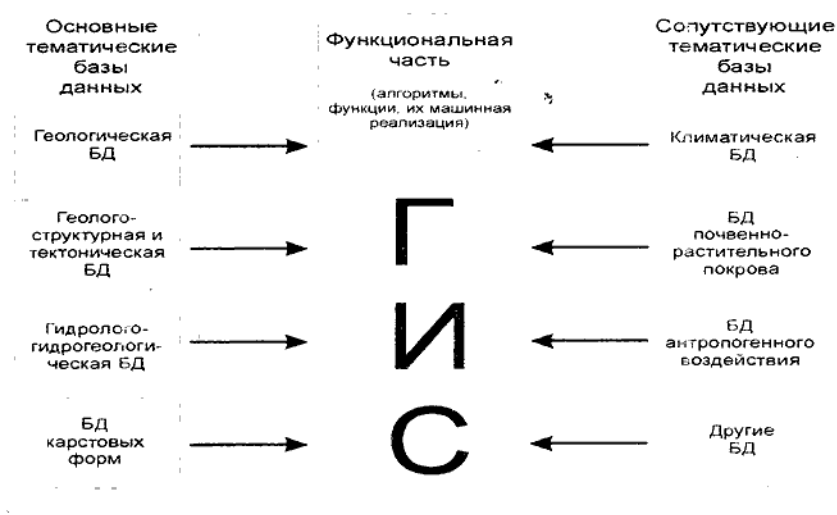 Основные
тематические
базы
данных
Геологическая
БД
Геолого-
структурная и
тектоническая
БД
Гидролого-
гидрогеологи-
ческая БД
БД
карстовых
форм
Функциональная
часть
(алгоритмы,
функции, их машинная
реализация)
Г
И
С
Сопутствующие
тематические
базы
данных
Климатическая
БД
БД
почвенно-
растительного
покрова
БД
антропогенного
воздействия
Другие
БД